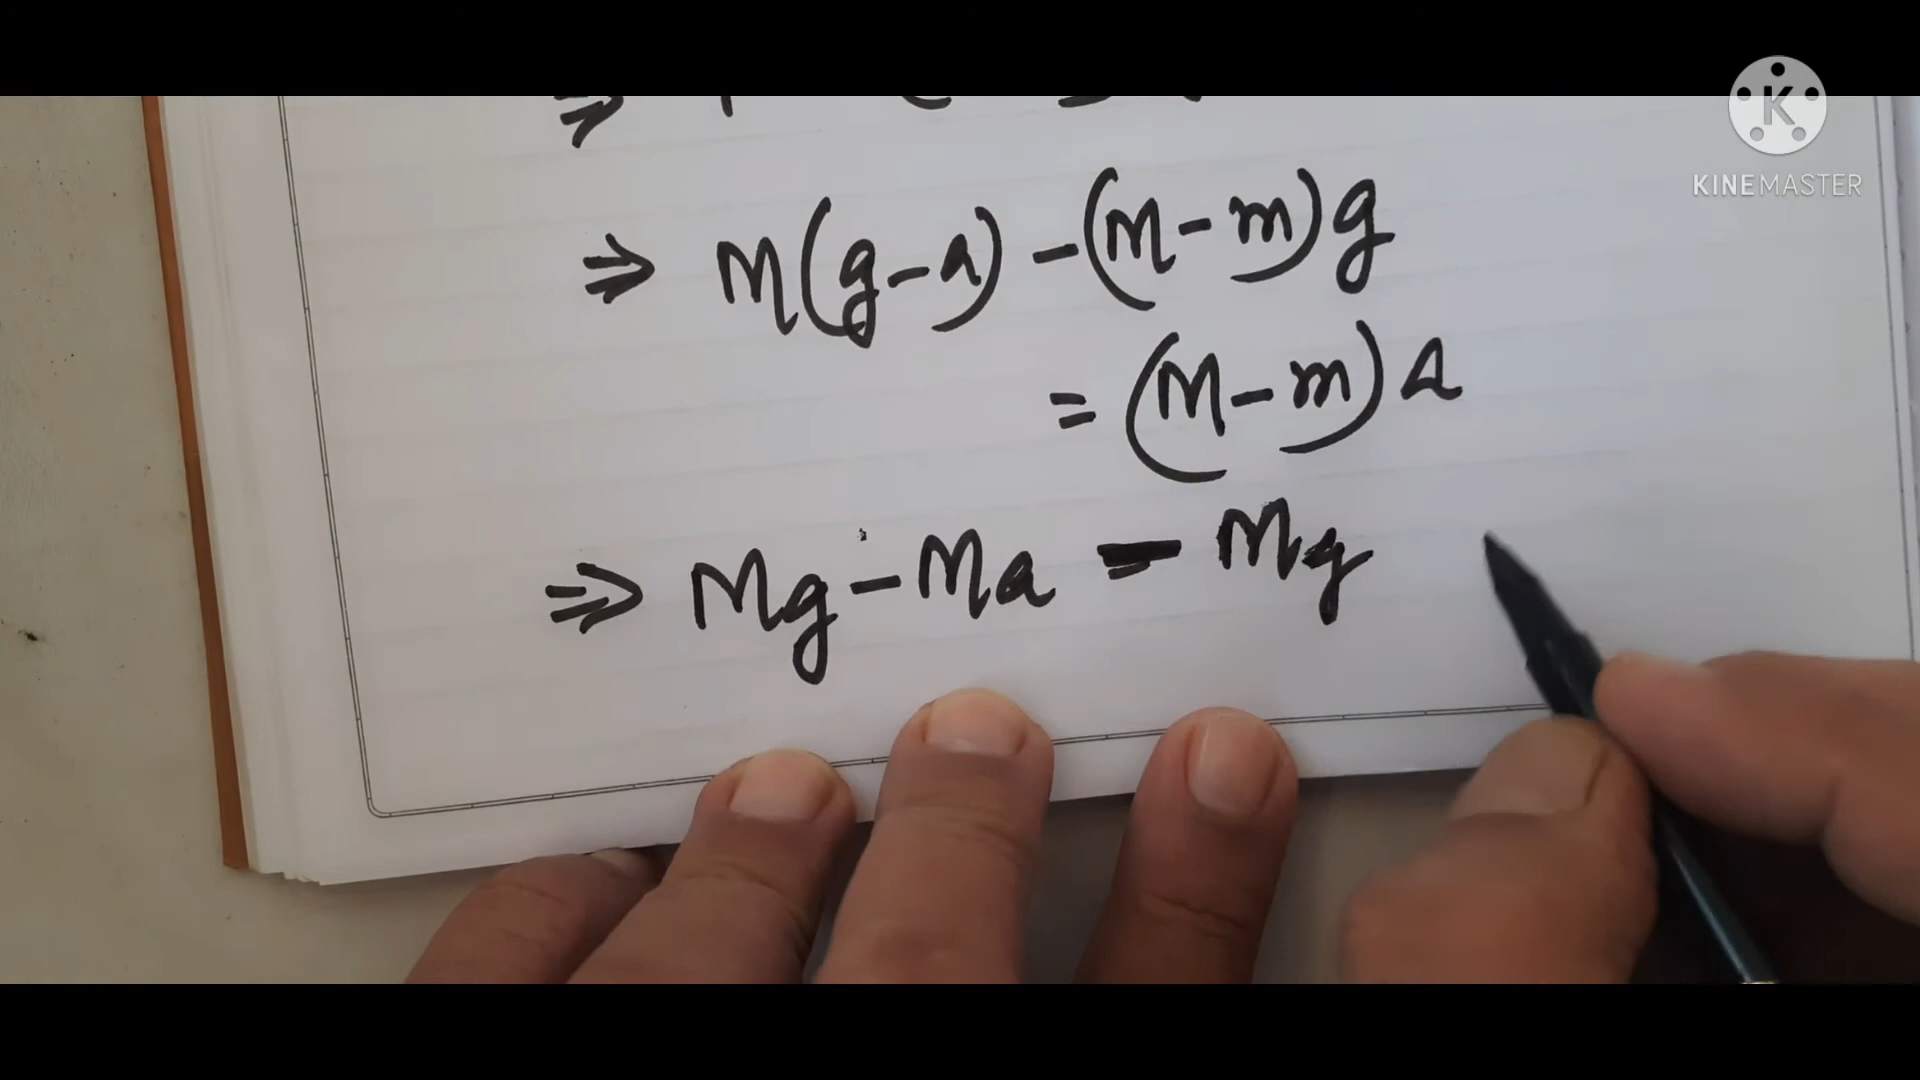 K
KINEMASTER
⇒ M(g-a) - (M-m)g
= (M-m)a
⇒ Mg - Ma - Mg